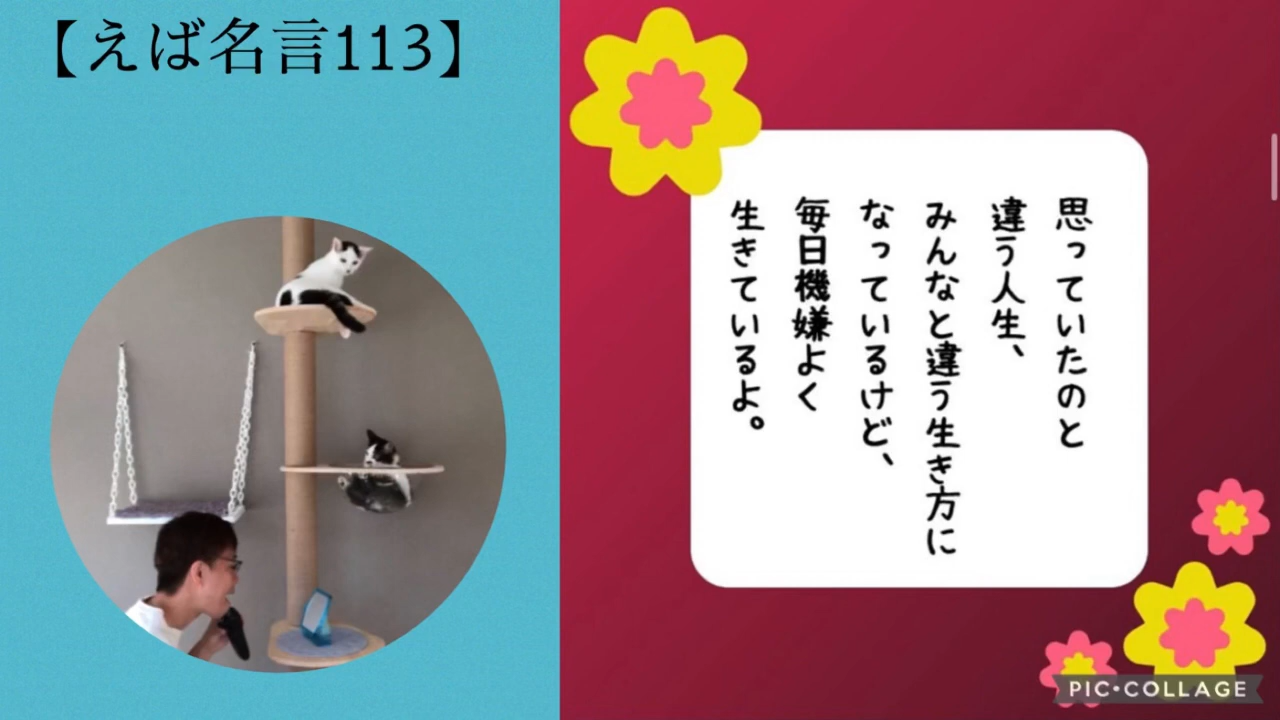 【えば名言113】
思っていたのと
違う人生、
みんなと違う生き方に
なっているけど、
毎日機嫌よく
生きているよ。
PIC•COLLAGE